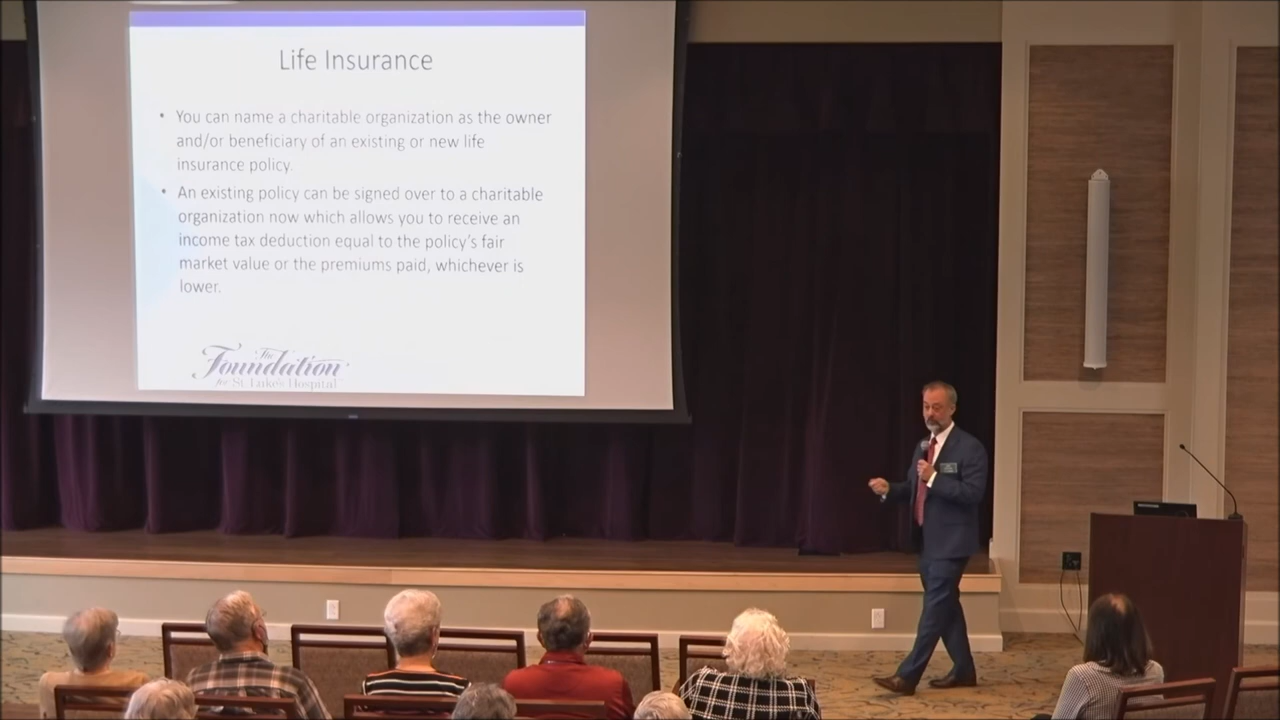 Life Insurance
• You can name a charitable organization as the owner
and/or beneficiary of an existing or new life
insurance policy.
• An existing policy can be signed over to a charitable
organization now which allows you to receive an
income tax deduction equal to the policy's fair
market value or the premiums paid, whichever is
lower.
The
Foundation
for St. Luke's Hospital